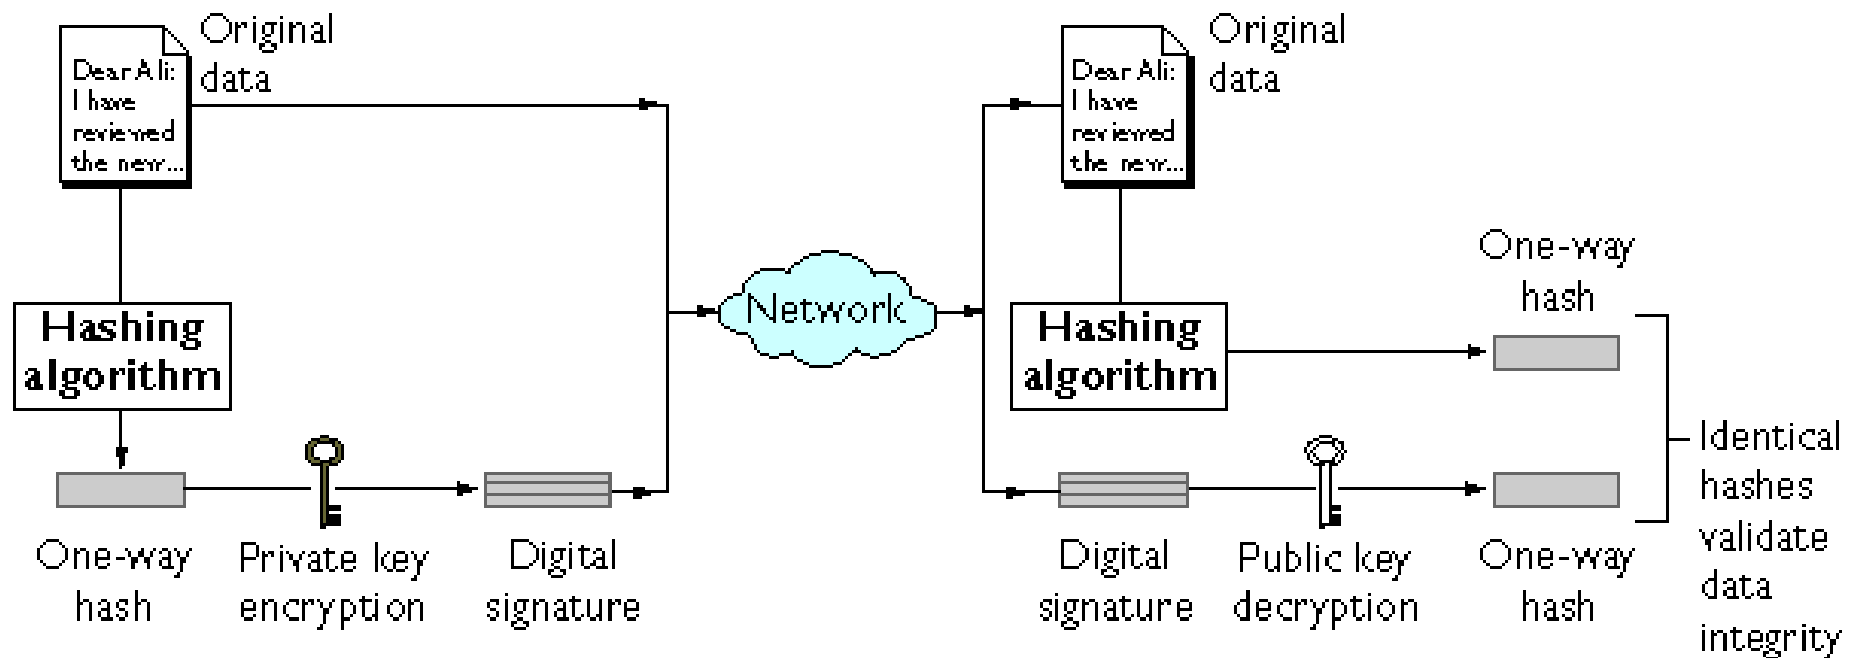 Original
data
Dear Ali:
I have
reviewed
the new...
Hashing
algorithm
One-way
hash
Private key
encryption
Digital
signature
Network
Original
data
Dear Ali:
I have
reviewed
the new...
Hashing
algorithm
One-way
hash
Digital
signature
Public key
decryption
One-way
hash
Identical
hashes
validate
data
integrity